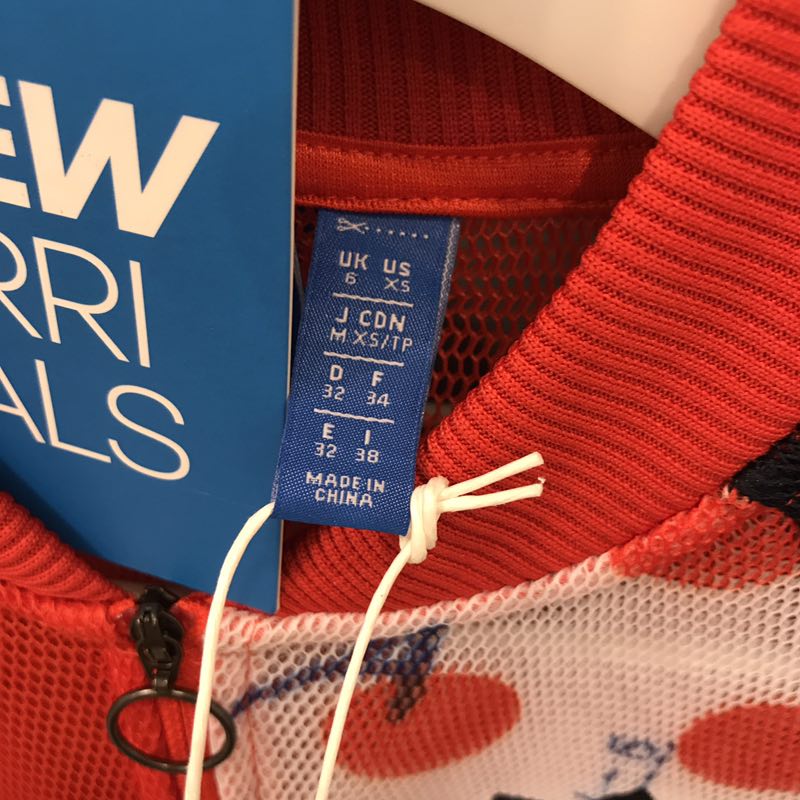 EW
RRI
ALS
UK US
6 XS
J CDN
M XS/TP
D F
32 34
E I
32 38
MADE IN
CHINA